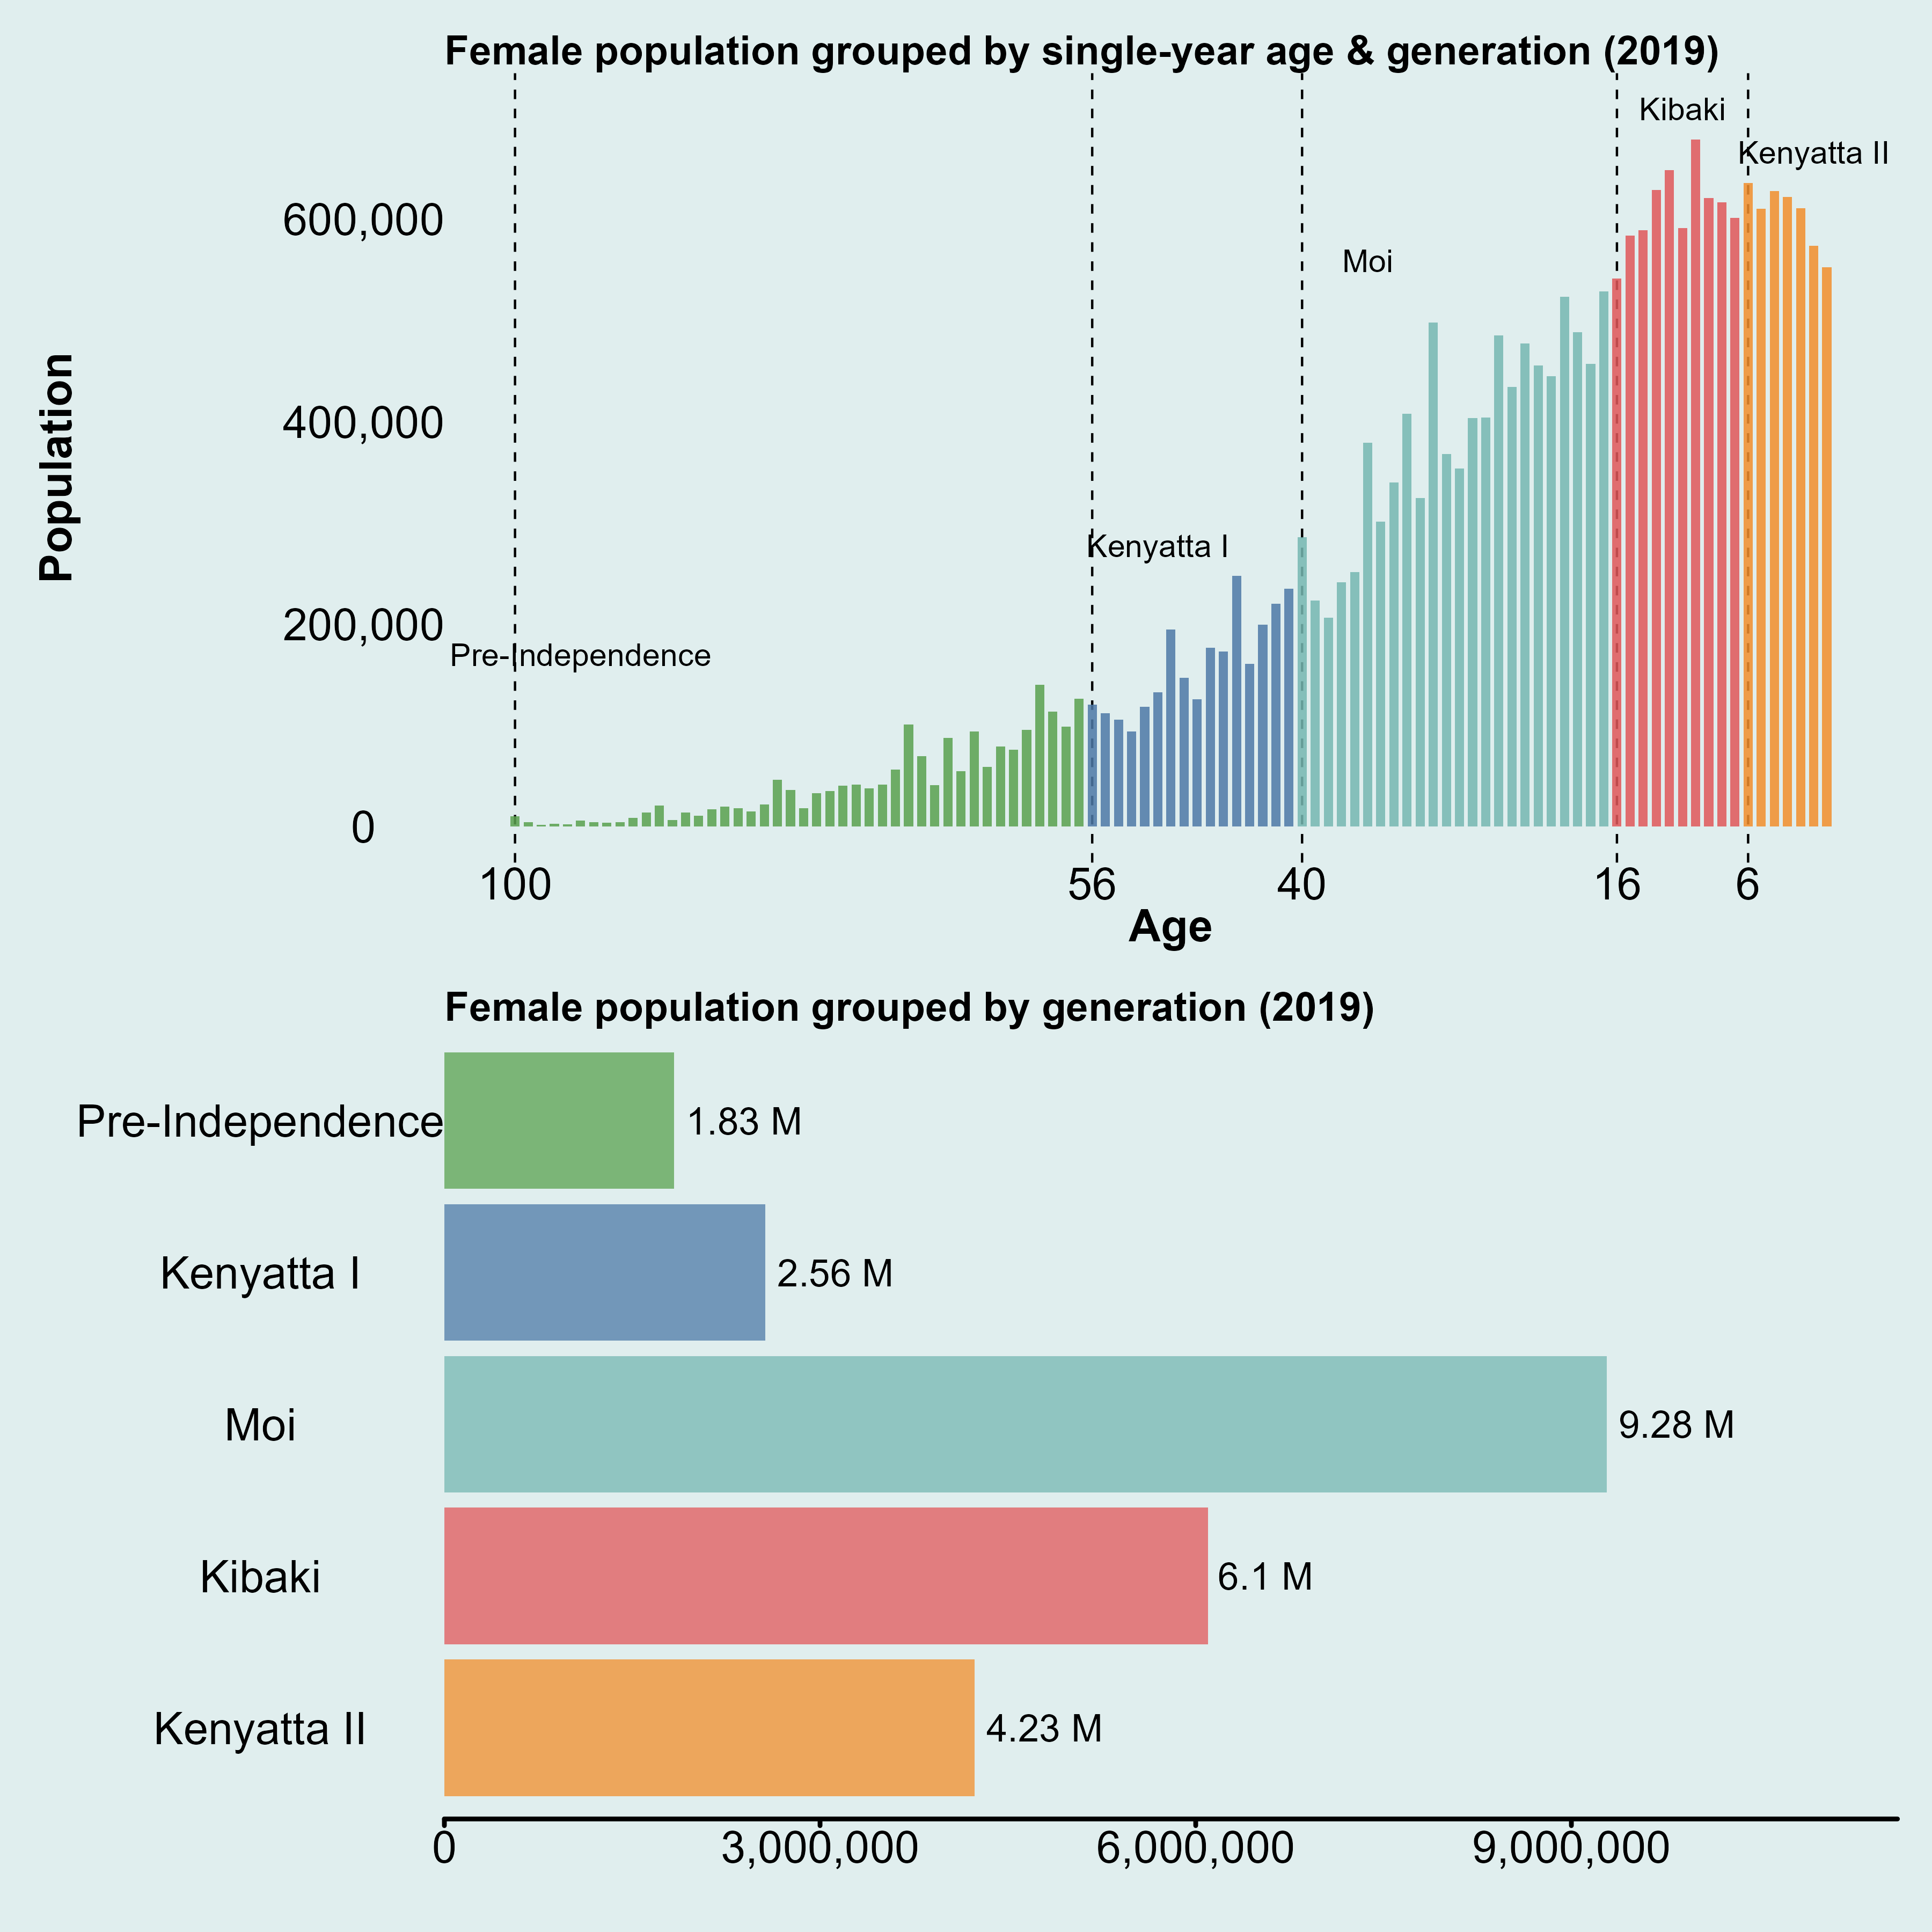 Female population grouped by single-year age & generation (2019)
Kibaki
Kenyatta II
600,000
Moi
400,000
Population
Kenyatta I
200,000
Pre-Independence
0
100 56 40 16 6
Age
Female population grouped by generation (2019)
Pre-Independence 1.83 M
Kenyatta I 2.56 M
Moi 9.28 M
Kibaki 6.1 M
Kenyatta II 4.23 M
0 3,000,000 6,000,000 9,000,000